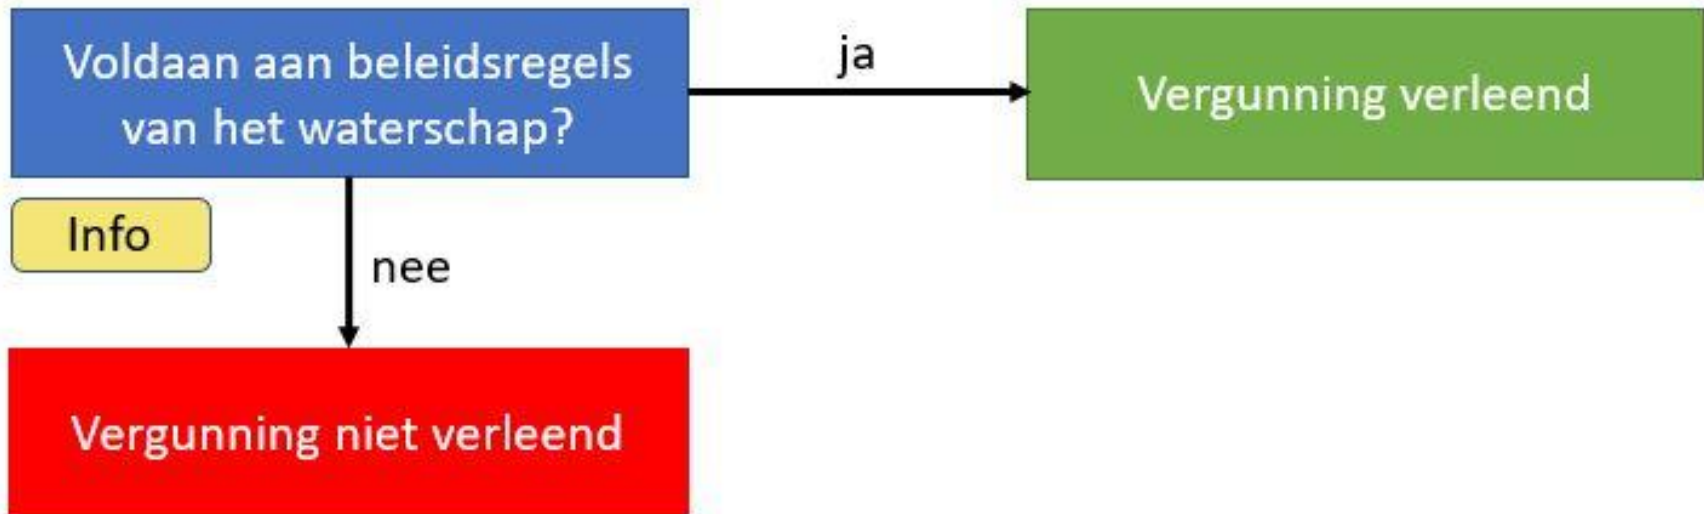 Voldaan aan beleidsregels
van het waterschap?
ja
Vergunning verleend
Info
nee
Vergunning niet verleend